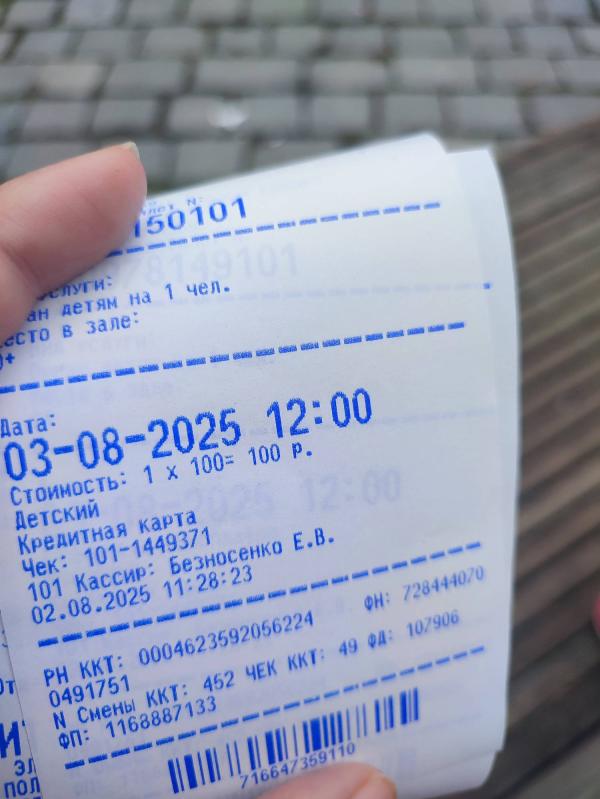 150101
ан детям на 1 чел.
есто в зале:
Дата:
03-08-2025 12:00
Стоимость: 1 x 100= 100 р.
Детский
Кредитная карта
Чек: 101-1449371
101 Кассир: Безносенко Е.В.
02.08.2025 11:28:23
РН ККТ: 0004623592056224 ФН: 728444070
0491751
N Смены ККТ: 452 ЧЕК ККТ: 49 ФД: 107906
ФП: 1168887133
716647359110